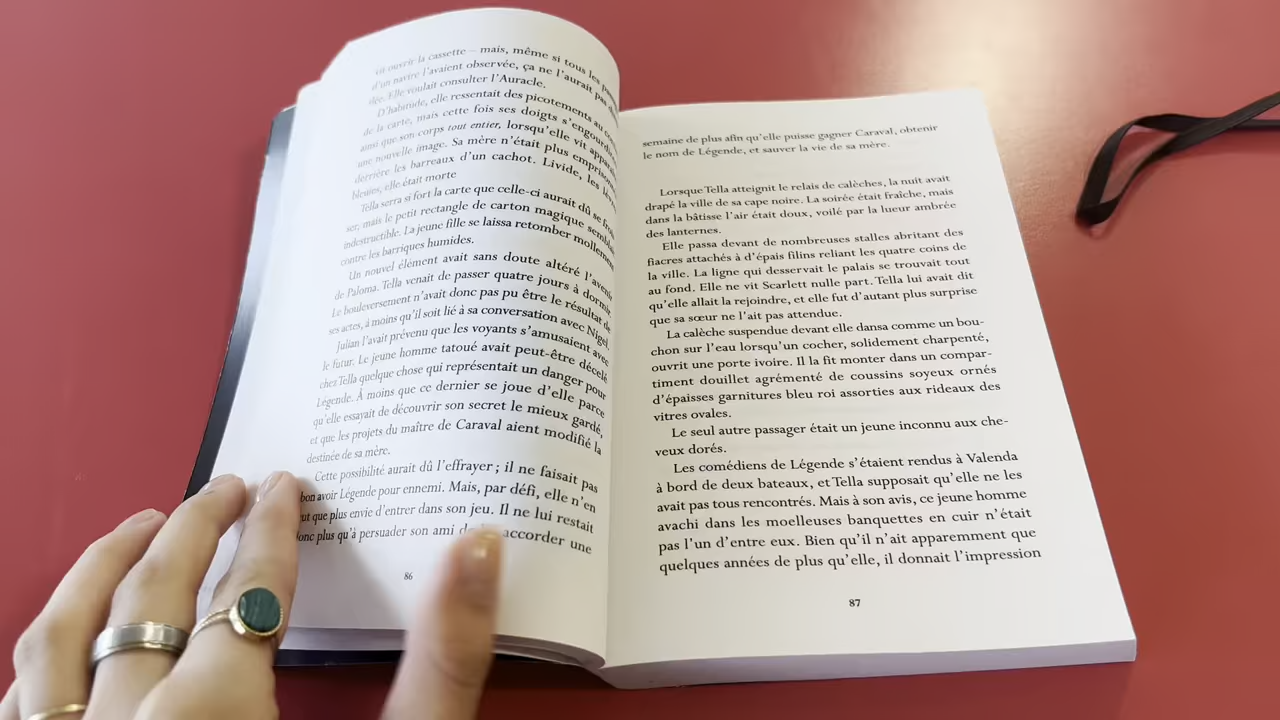 ouvrir la cassette – mais, même si tous les
d'un navire l'avaient observée, ça ne l'aurait pas
Elle voulait consulter l'Auracle.
D'habitude, elle ressentait des picotements au
de la carte, mais cette fois ses doigts s'engourdirent
ainsi que son corps tout entier, lorsqu'elle vit
une nouvelle image. Sa mère n'était plus
derrière les barreaux d'un cachot. Livide, les
bleuies, elle était morte
Tella serra si fort la carte que celle-ci aurait dû se
ser, mais le petit rectangle de carton magique
indestructible. La jeune fille se laissa retomber mollement
contre les barriques humides.
Un nouvel élément avait sans doute altéré l'avenir
de Paloma. Tella venait de passer quatre jours à dormir.
Le bouleversement n'avait donc pas pu être le résultat de
ses actes, à moins qu'il soit lié à sa conversation avec Nigel.
Julian l'avait prévenu que les voyants s'amusaient avec
le futur. Le jeune homme tatoué avait peut-être décelé
chez Tella quelque chose qui représentait un danger pour
Légende. À moins que ce dernier se joue d'elle parce
qu'elle essayait de découvrir son secret le mieux gardé,
et que les projets du maître de Caraval aient modifié la
destinée de sa mère.
Cette possibilité aurait dû l'effrayer ; il ne faisait pas
bon avoir Légende pour ennemi. Mais, par défi, elle n'en
que plus envie d'entrer dans son jeu. Il ne lui restait
donc plus qu'à persuader son ami accorder une
86
semaine de plus afin qu'elle puisse gagner Caraval, obtenir
le nom de Légende, et sauver la vie de sa mère.
Lorsque Tella atteignit le relais de calèches, la nuit avait
drapé la ville de sa cape noire. La soirée était fraîche, mais
dans la bâtisse l'air était doux, voilé par la lueur ambrée
des lanternes.
Elle passa devant de nombreuses stalles abritant des
fiacres attachés à d'épais filins reliant les quatre coins de
la ville. La ligne qui desservait le palais se trouvait tout
au fond. Elle ne vit Scarlett nulle part. Tella lui avait dit
qu'elle allait la rejoindre, et elle fut d'autant plus surprise
que sa sœur ne l'ait pas attendue.
La calèche suspendue devant elle dansa comme un bou-
chon sur l'eau lorsqu'un cocher, solidement charpenté,
ouvrit une porte ivoire. Il la fit monter dans un compar-
timent douillet agrémenté de coussins soyeux ornés
d'épaisses garnitures bleu roi assorties aux rideaux des
vitres ovales.
Le seul autre passager était un jeune inconnu aux che-
veux dorés.
Les comédiens de Légende s'étaient rendus à Valenda
à bord de deux bateaux, et Tella supposait qu'elle ne les
avait pas tous rencontrés. Mais à son avis, ce jeune homme
avachi dans les moelleuses banquettes en cuir n'était
pas l'un d'entre eux. Bien qu'il n'ait apparemment que
quelques années de plus qu'elle, il donnait l'impression
87